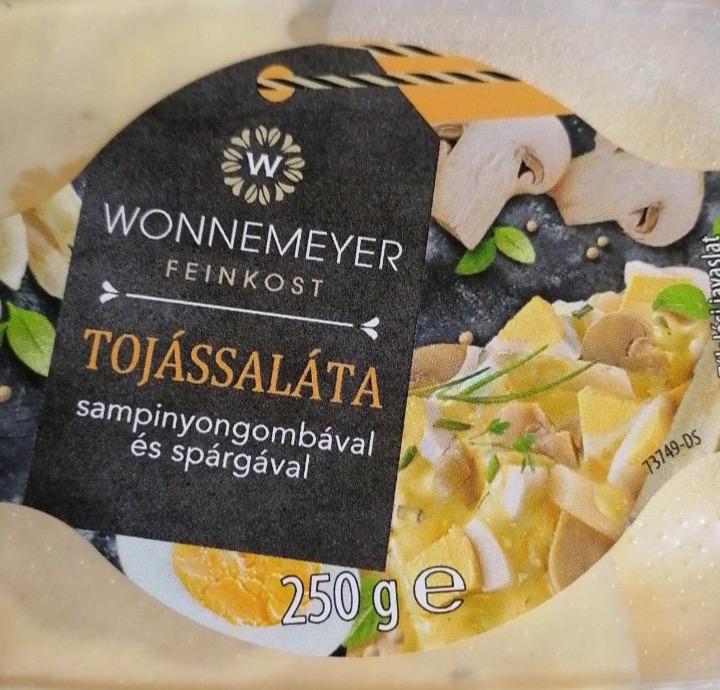 W
WONNEMEYER
FEINKOST
TOJÁSSALÁTA
sampinyongombával
és spárgával
250 g e
73749-DS